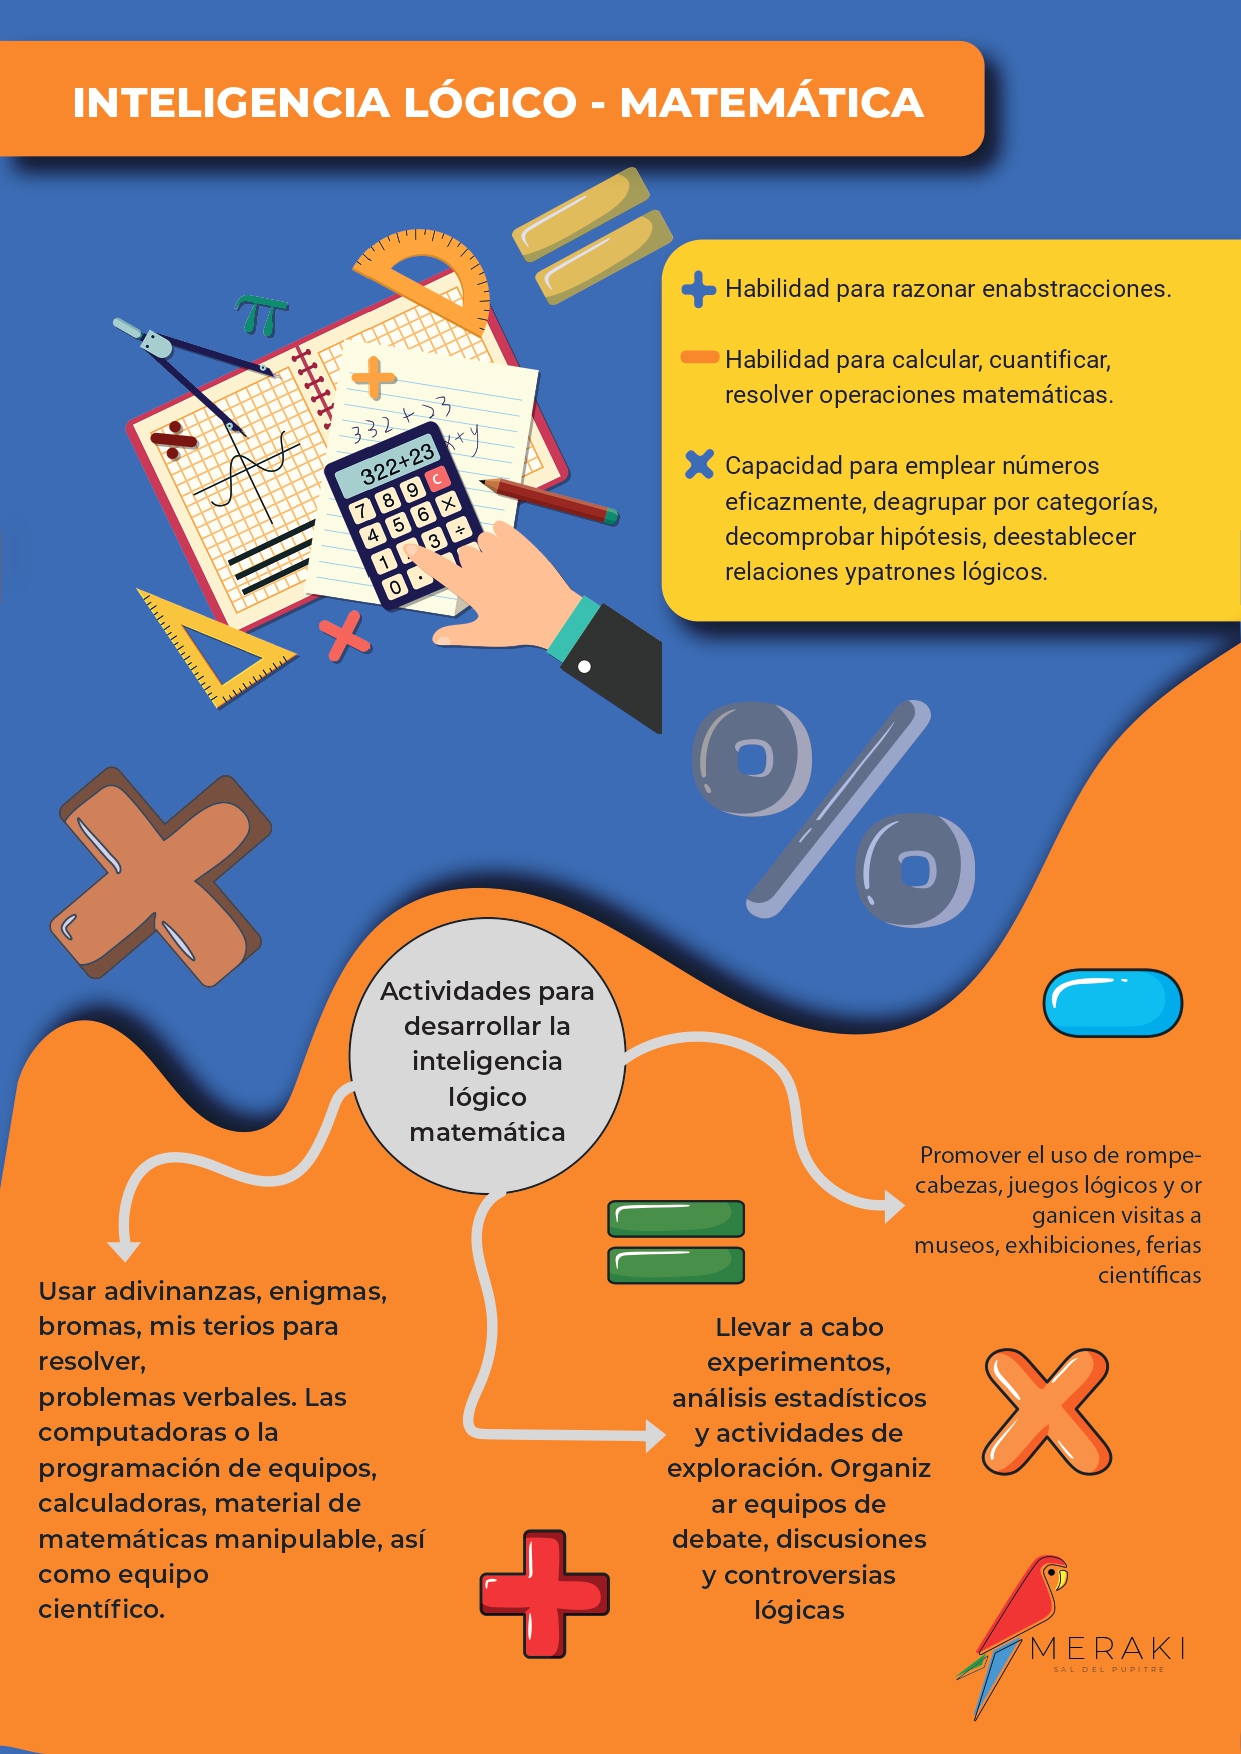 INTELIGENCIA LÓGICO - MATEMÁTICA
Habilidad para razonar enabstracciones.
Habilidad para calcular, cuantificar,
resolver operaciones matemáticas.
Capacidad para emplear números
eficazmente, deagrupar por categorías,
decomprobar hipótesis, deestablecer
relaciones ypatrones lógicos.
π
332 + 23
x+y
322+23
7 8 9 C
4 5 6 ×
1 3 ÷
0 .
%
Actividades para
desarrollar la
inteligencia
lógico
matemática
Promover el uso de rompe-
cabezas, juegos lógicos y or
ganicen visitas a
museos, exhibiciones, ferias
científicas
Usar adivinanzas, enigmas,
bromas, mis terios para
resolver,
problemas verbales. Las
computadoras o la
programación de equipos,
calculadoras, material de
matemáticas manipulable, así
como equipo
científico.
Llevar a cabo
experimentos,
análisis estadísticos
y actividades de
exploración. Organiz
ar equipos de
debate, discusiones
y controversias
lógicas
MERAKI
SAL DEL PUPITRE